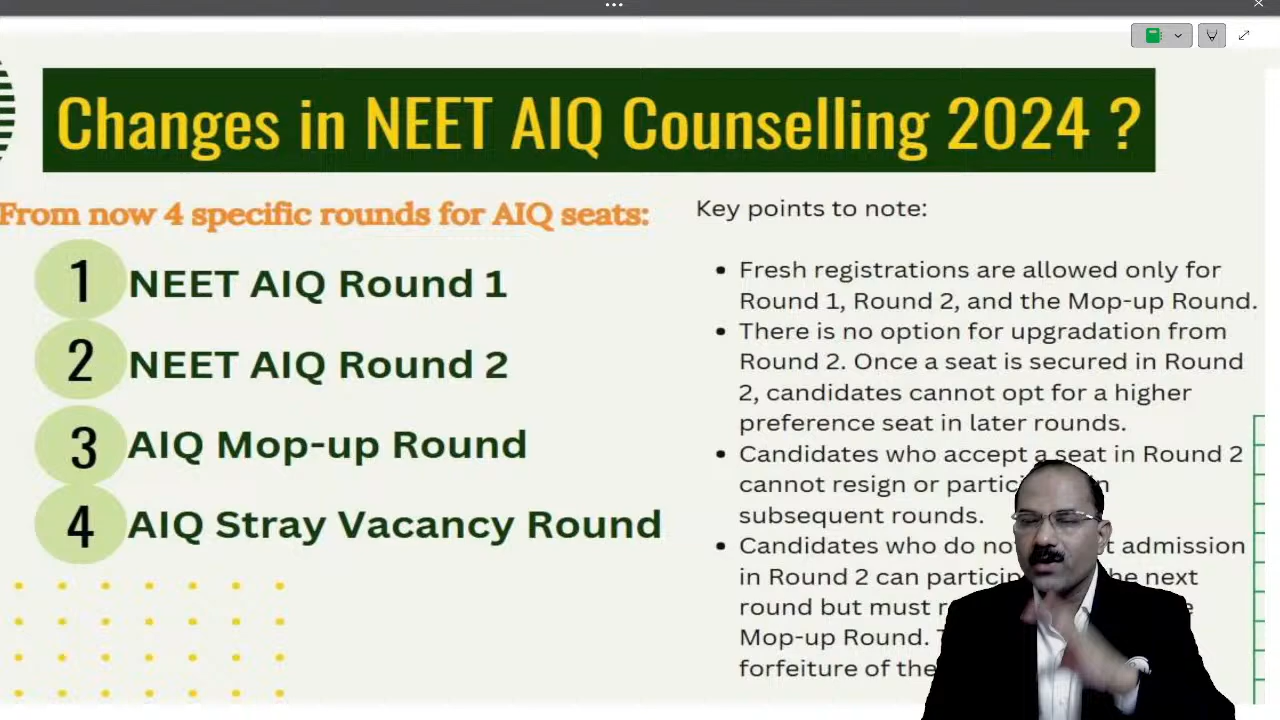 Changes in NEET AIQ Counselling 2024 ?
From now 4 specific rounds for AIQ seats:
1 NEET AIQ Round 1
2 NEET AIQ Round 2
3 AIQ Mop-up Round
4 AIQ Stray Vacancy Round
Key points to note:
• Fresh registrations are allowed only for
Round 1, Round 2, and the Mop-up Round.
• There is no option for upgradation from
Round 2. Once a seat is secured in Round
2, candidates cannot opt for a higher
preference seat in later rounds.
• Candidates who accept a seat in Round 2
cannot resign or
subsequent rounds.
• Candidates who do admission
in Round 2 can next
round but must
Mop-up Round.
forfeiture of